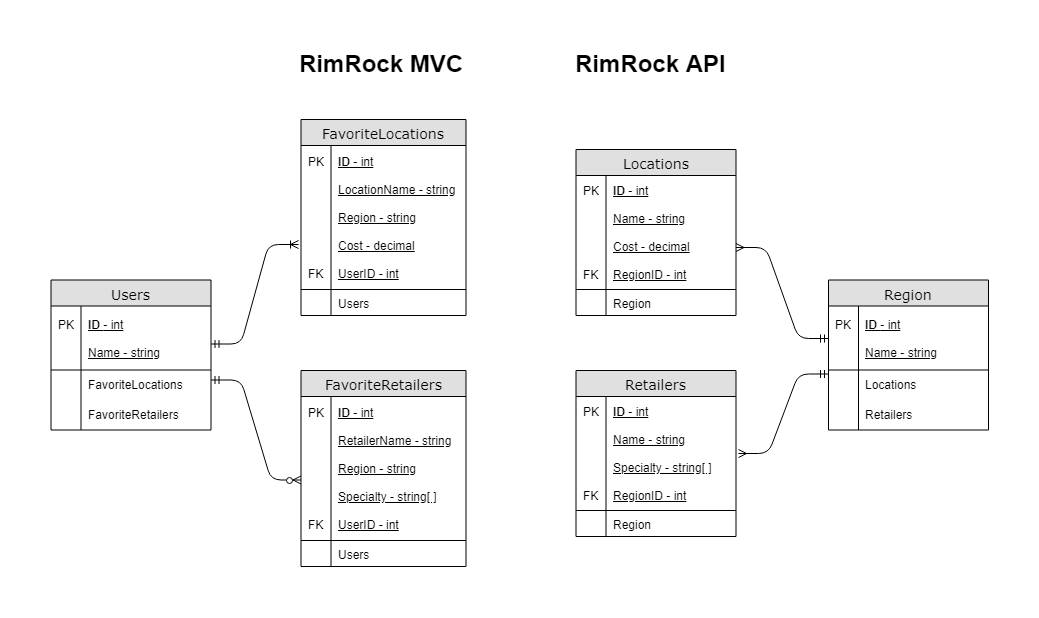 RimRock MVC
RimRock API
FavoriteLocations
PK ID - int
LocationName - string
Region - string
Cost - decimal
FK UserID - int
Users
Users
PK ID - int
Name - string
FavoriteLocations
FavoriteRetailers
FavoriteRetailers
PK ID - int
RetailerName - string
Region - string
Specialty - string[ ]
FK UserID - int
Users
Locations
PK ID - int
Name - string
Cost - decimal
FK RegionID - int
Region
Retailers
PK ID - int
Name - string
Specialty - string[ ]
FK RegionID - int
Region
Region
PK ID - int
Name - string
Locations
Retailers